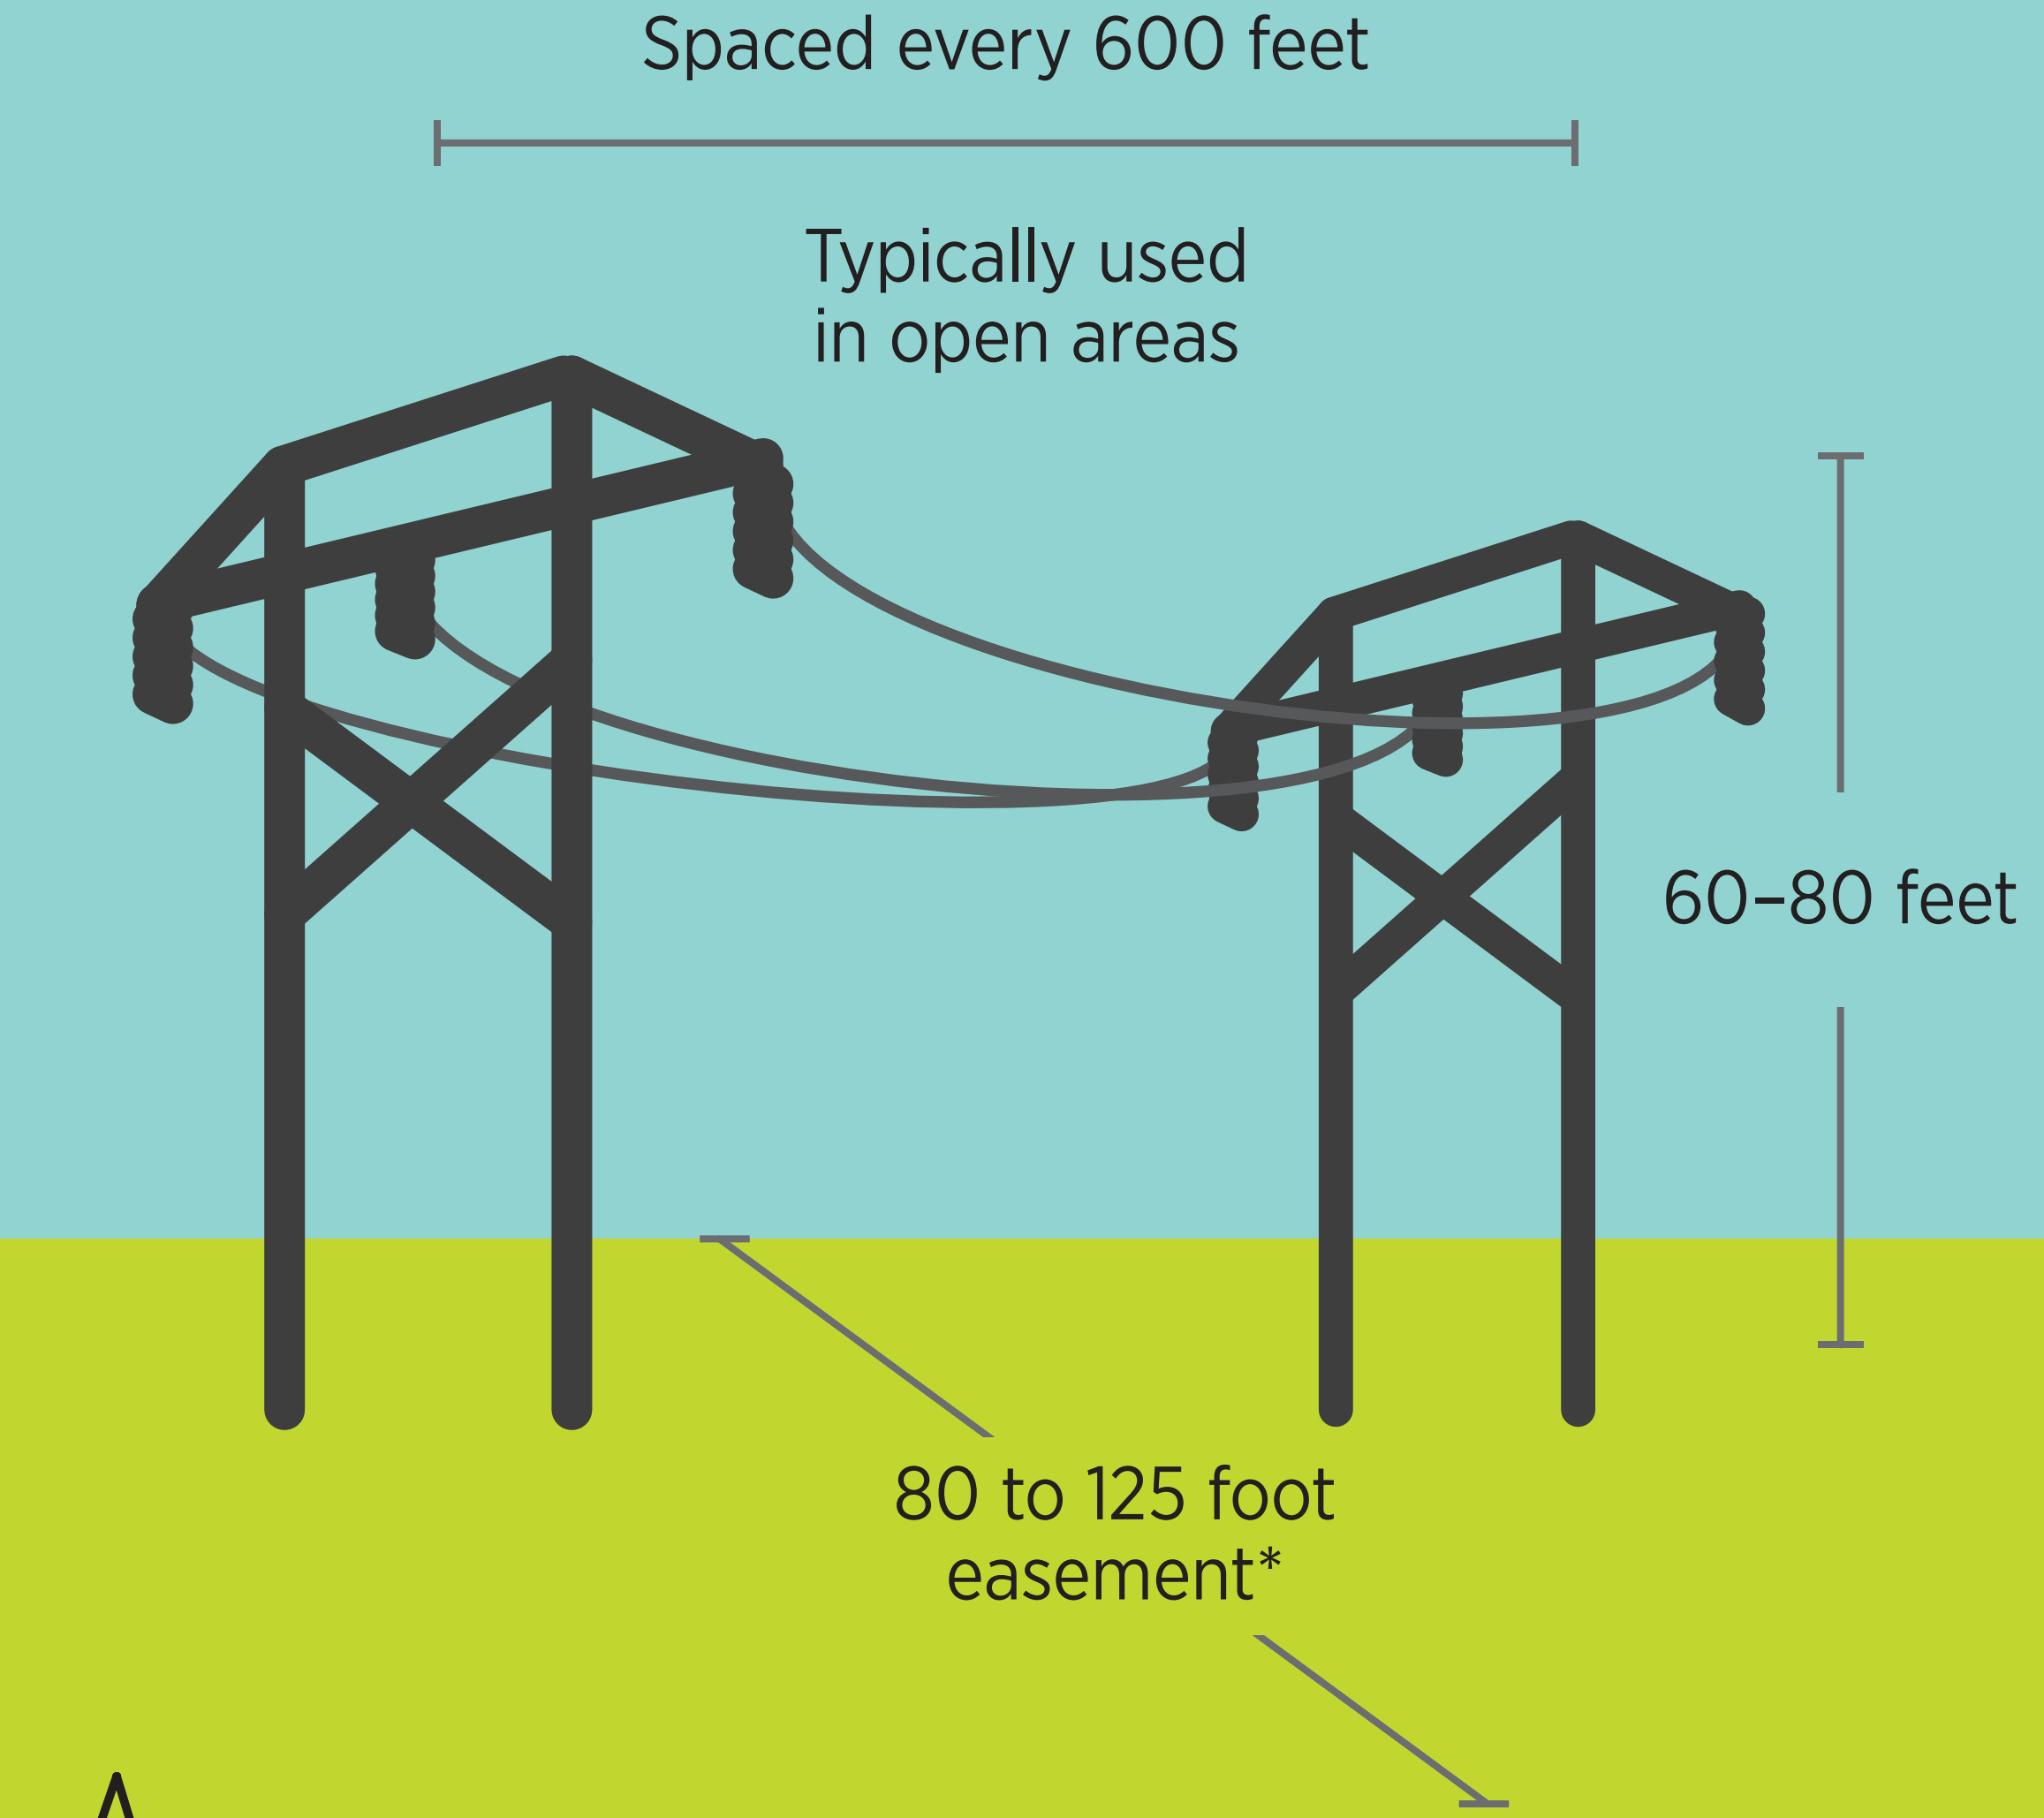 Spaced every 600 feet
Typically used
in open areas
60–80 feet
80 to 125 foot
easement*